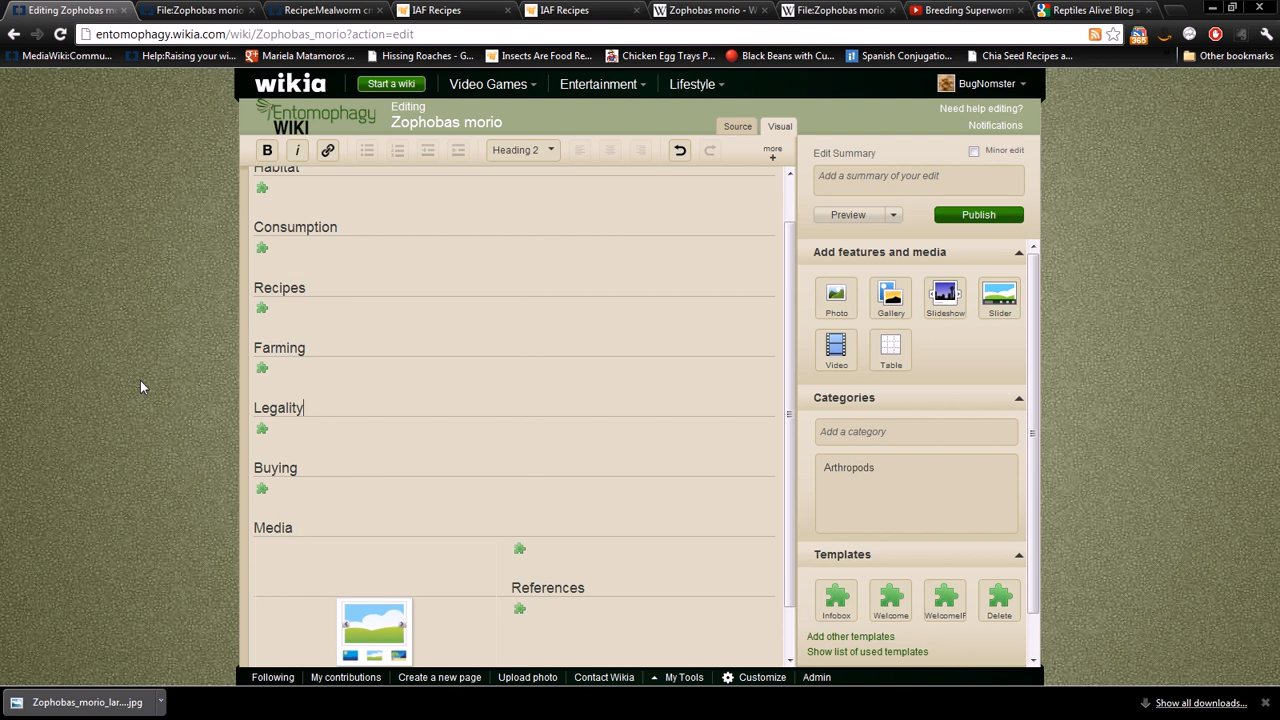 Editing Zophobas m
File:Zophobas morio
Recipe:Mealworm cr
IAF Recipes
IAF Recipes
Zophobas morio - W
File:Zophobas morio
Breeding Superworm
Reptiles Alive! Blog »
entomophagy.wikia.com/wiki/Zophobas_morio?action=edit
365
MediaWiki:Commu...
Help:Raising your wi...
Mariela Matamoros ...
Hissing Roaches - G...
Insects Are Food Re...
Chicken Egg Trays P...
Black Beans with Cu...
Spanish Conjugatio...
Chia Seed Recipes a...
Other bookmarks
wikia
Start a wiki
Video Games
Entertainment
Lifestyle
BugNomster
Entomophagy
WIKI
Editing
Zophobas morio
Need help editing?
Notifications
Source
Visual
B
i
Heading 2
more
+
Edit Summary
Minor edit
Add a summary of your edit
Preview
Publish
Habitat
Consumption
Recipes
Farming
Legality
Buying
Media
References
Add features and media
Photo
Gallery
Slideshow
Slider
Video
Table
Categories
Add a category
Arthropods
Templates
Infobox
Welcome
WelcomeIF
Delete
Add other templates
Show list of used templates
Following
My contributions
Create a new page
Upload photo
Contact Wikia
My Tools
Customize
Admin
Zophobas_morio_lar....jpg
Show all downloads...